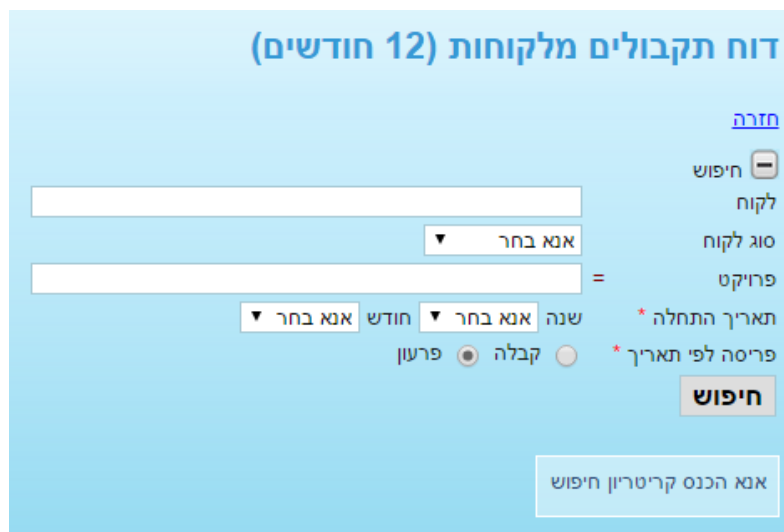 דוח תקבולים מלקוחות (12 חודשים)
חזרה
חיפוש
לקוח
סוג לקוח אנא בחר
פרויקט =
תאריך התחלה * שנה אנא בחר חודש אנא בחר
פריסה לפי תאריך * קבלה פרעון
חיפוש
אנא הכנס קריטריון חיפוש